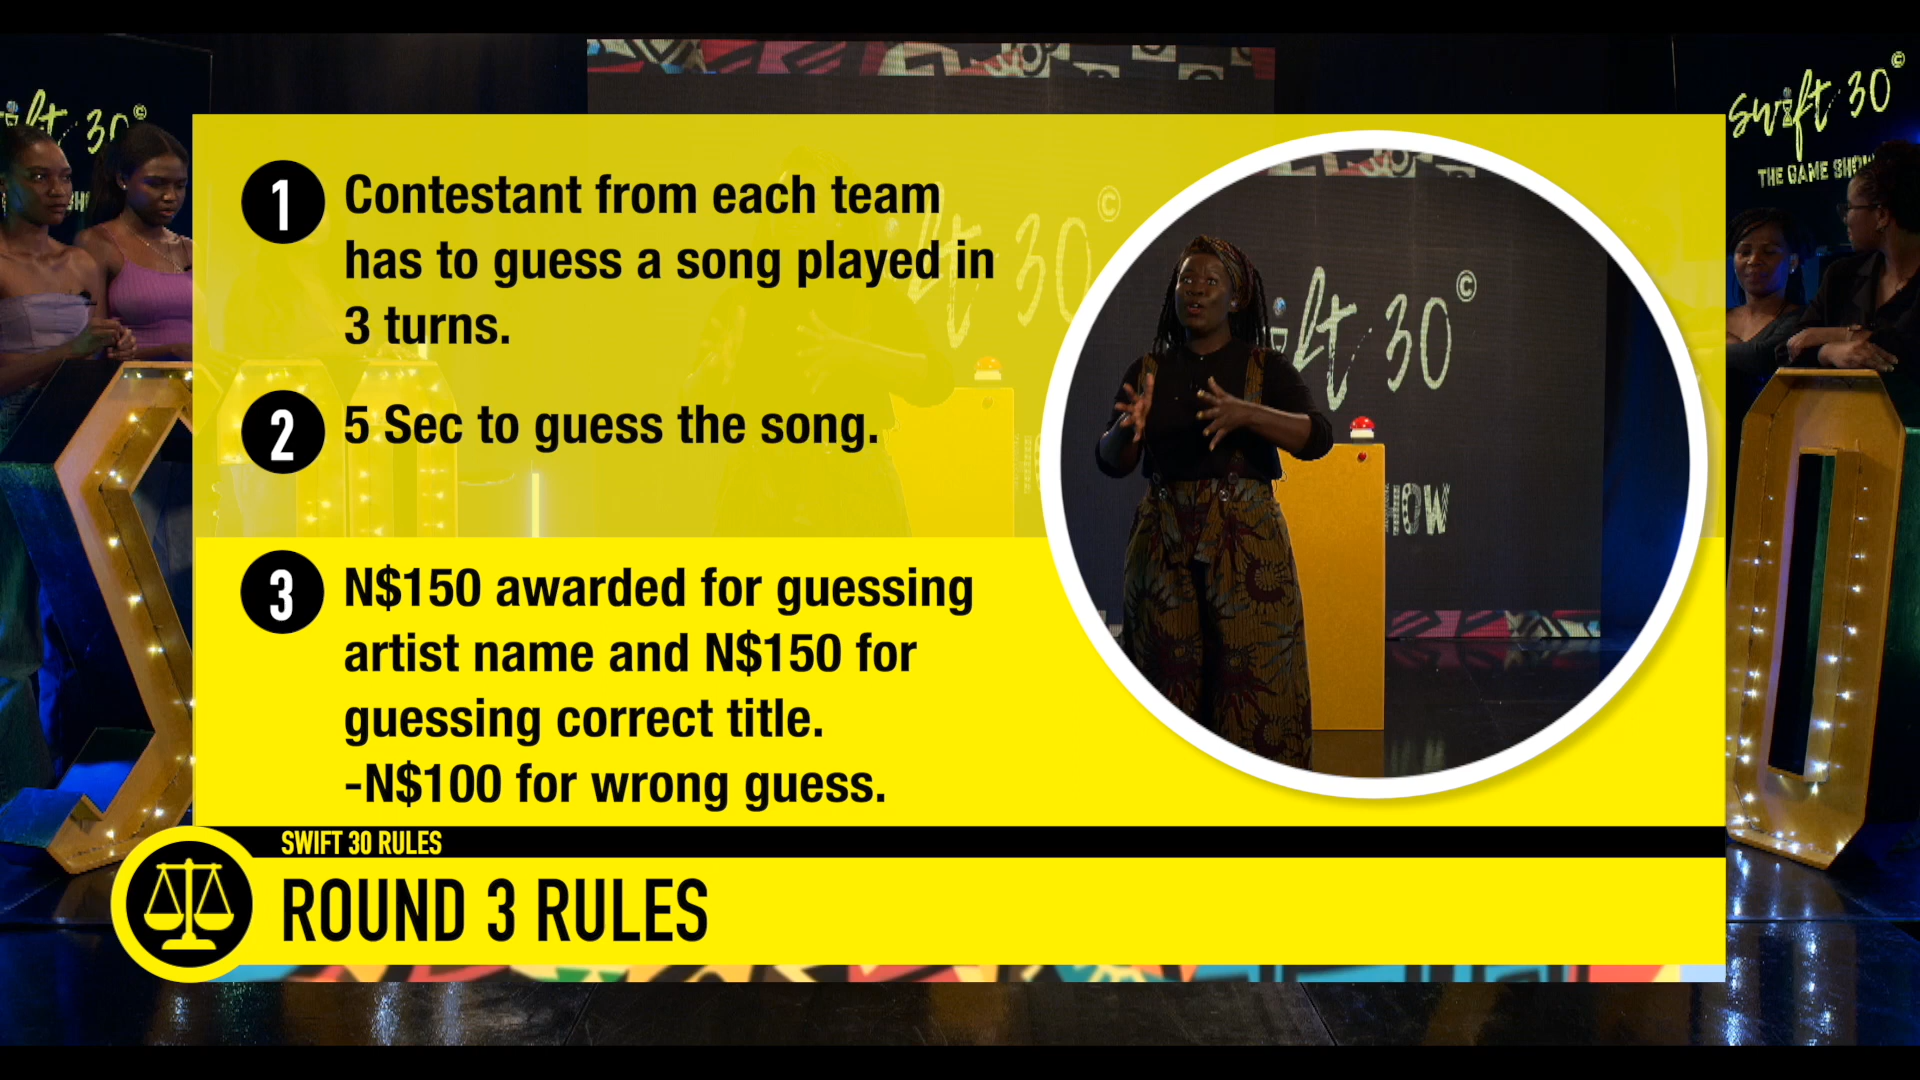 swift 30©
THE GAME SHOW
1 Contestant from each team
has to guess a song played in
3 turns.
2 5 Sec to guess the song.
3 N$150 awarded for guessing
artist name and N$150 for
guessing correct title.
-N$100 for wrong guess.
SWIFT 30 RULES
ROUND 3 RULES